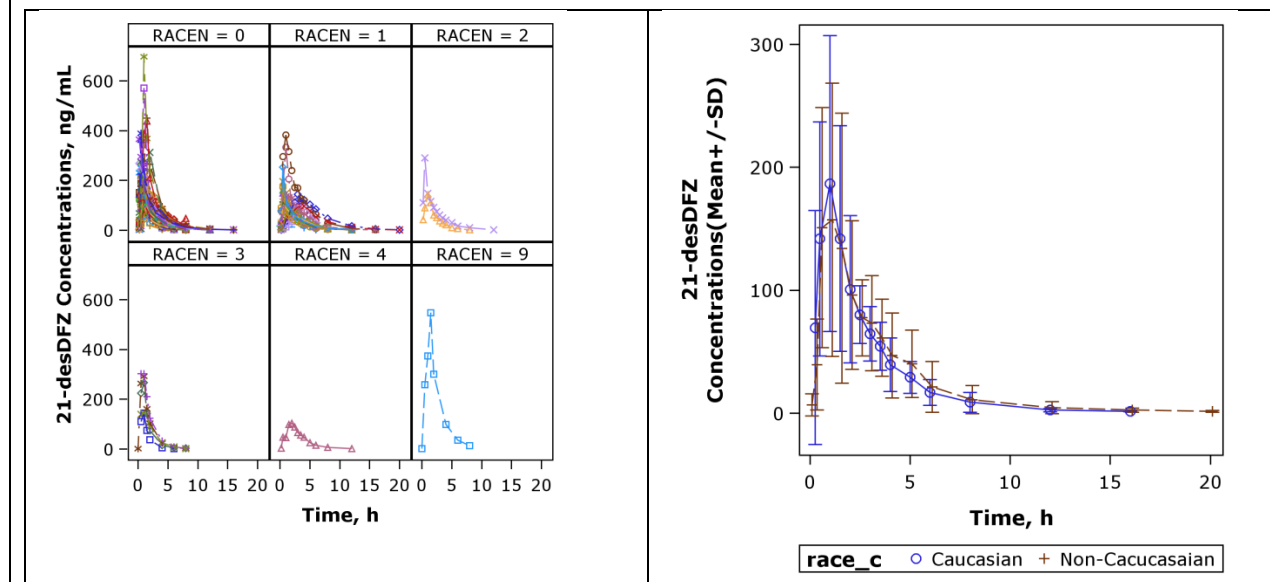 RACEN = 0 RACEN = 1 RACEN = 2
600
400
200
0
RACEN = 3 RACEN = 4 RACEN = 9
600
400
200
0
21-desDFZ Concentrations, ng/mL
0 5 10 15 20 0 5 10 15 20 0 5 10 15 20
Time, h
300
200
100
0
21-desDFZ
Concentrations(Mean+/-SD)
0 5 10 15 20
Time, h
race_c Caucasian Non-Cacucasaian